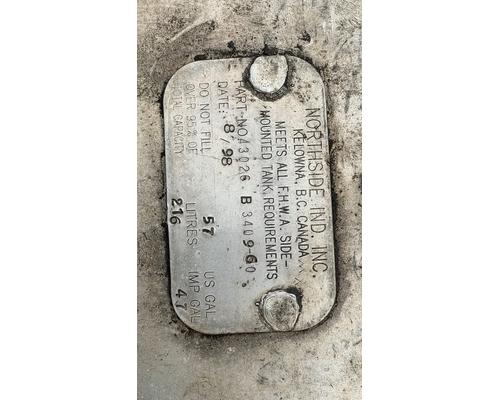 NORTHSIDE IND. INC.
KELOWNA, B.C. CANADA
MEETS ALL F.H.W.A. SIDE-
MOUNTED TANK REQUIREMENTS
PART NO. 43026 B 3409-60
DATE: 8/98
DO NOT FILL 57 US GAL
OVER 95% OF LITRES IMP GAL
TOTAL CAPACITY 216 47